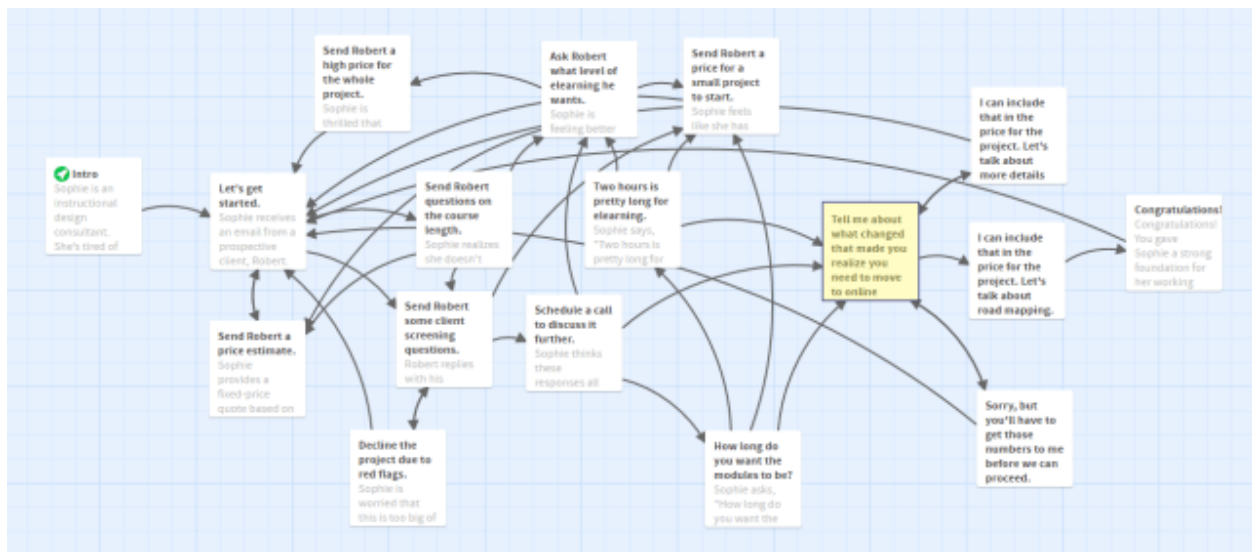 Send Robert a
high price for
the whole
project.
Sophie is
thrilled that
Ask Robert
what level of
elearning he
wants.
Sophie is
feeling better
Send Robert a
price for a
small project
to start.
Sophie feels
like she has
I can include
that in the
price for the
project. Let's
talk about
more details
Intro
Sophie is an
instructional
design
consultant.
She's tired of
Let's get
started.
Sophie receives
an email from a
prospective
client, Robert.
Send Robert
questions on
the course
length.
Sophie realizes
she doesn't
Two hours is
pretty long for
elearning.
Sophie says,
"Two hours is
pretty long for
Tell me about
what changed
that made you
realize you
need to move
to online
I can include
that in the
price for the
project. Let's
talk about
road mapping.
Congratulations!
Congratulations!
You gave
Sophie a strong
foundation for
her working
Send Robert a
price estimate.
Sophie
provides a
fixed-price
quote based on
Send Robert
some client
screening
questions.
Robert replies
with his
Schedule a call
to discuss it
further.
Sophie thinks
these
responses all
Decline the
project due to
red flags.
Sophie is
worried that
this is too big of
How long do
you want the
modules to be?
Sophie asks,
"How long do
you want the
Sorry, but
you'll have to
get those
numbers to me
before we can
proceed.